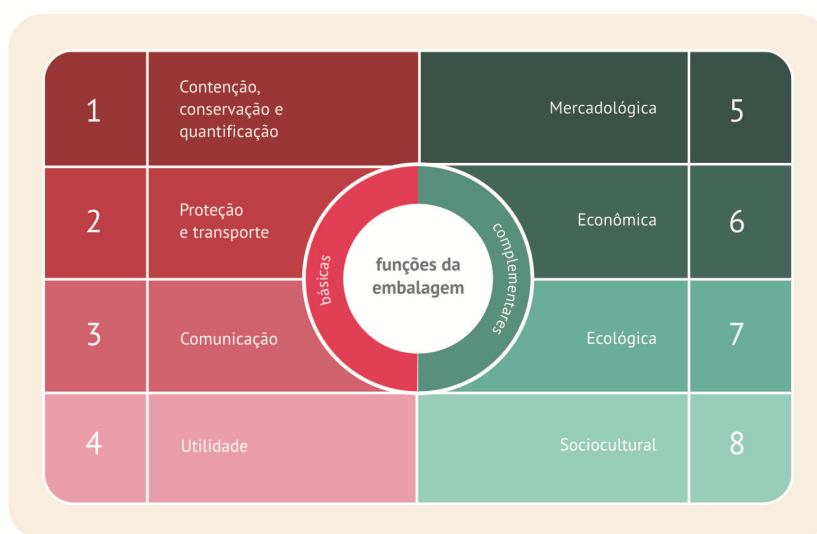 1
Contenção,
conservação e
quantificação
Mercadológica
5
2
Proteção
e transporte
Econômica
6
básicas
funções da
embalagem
complementares
3
Comunicação
Ecológica
7
4
Utilidade
Sociocultural
8